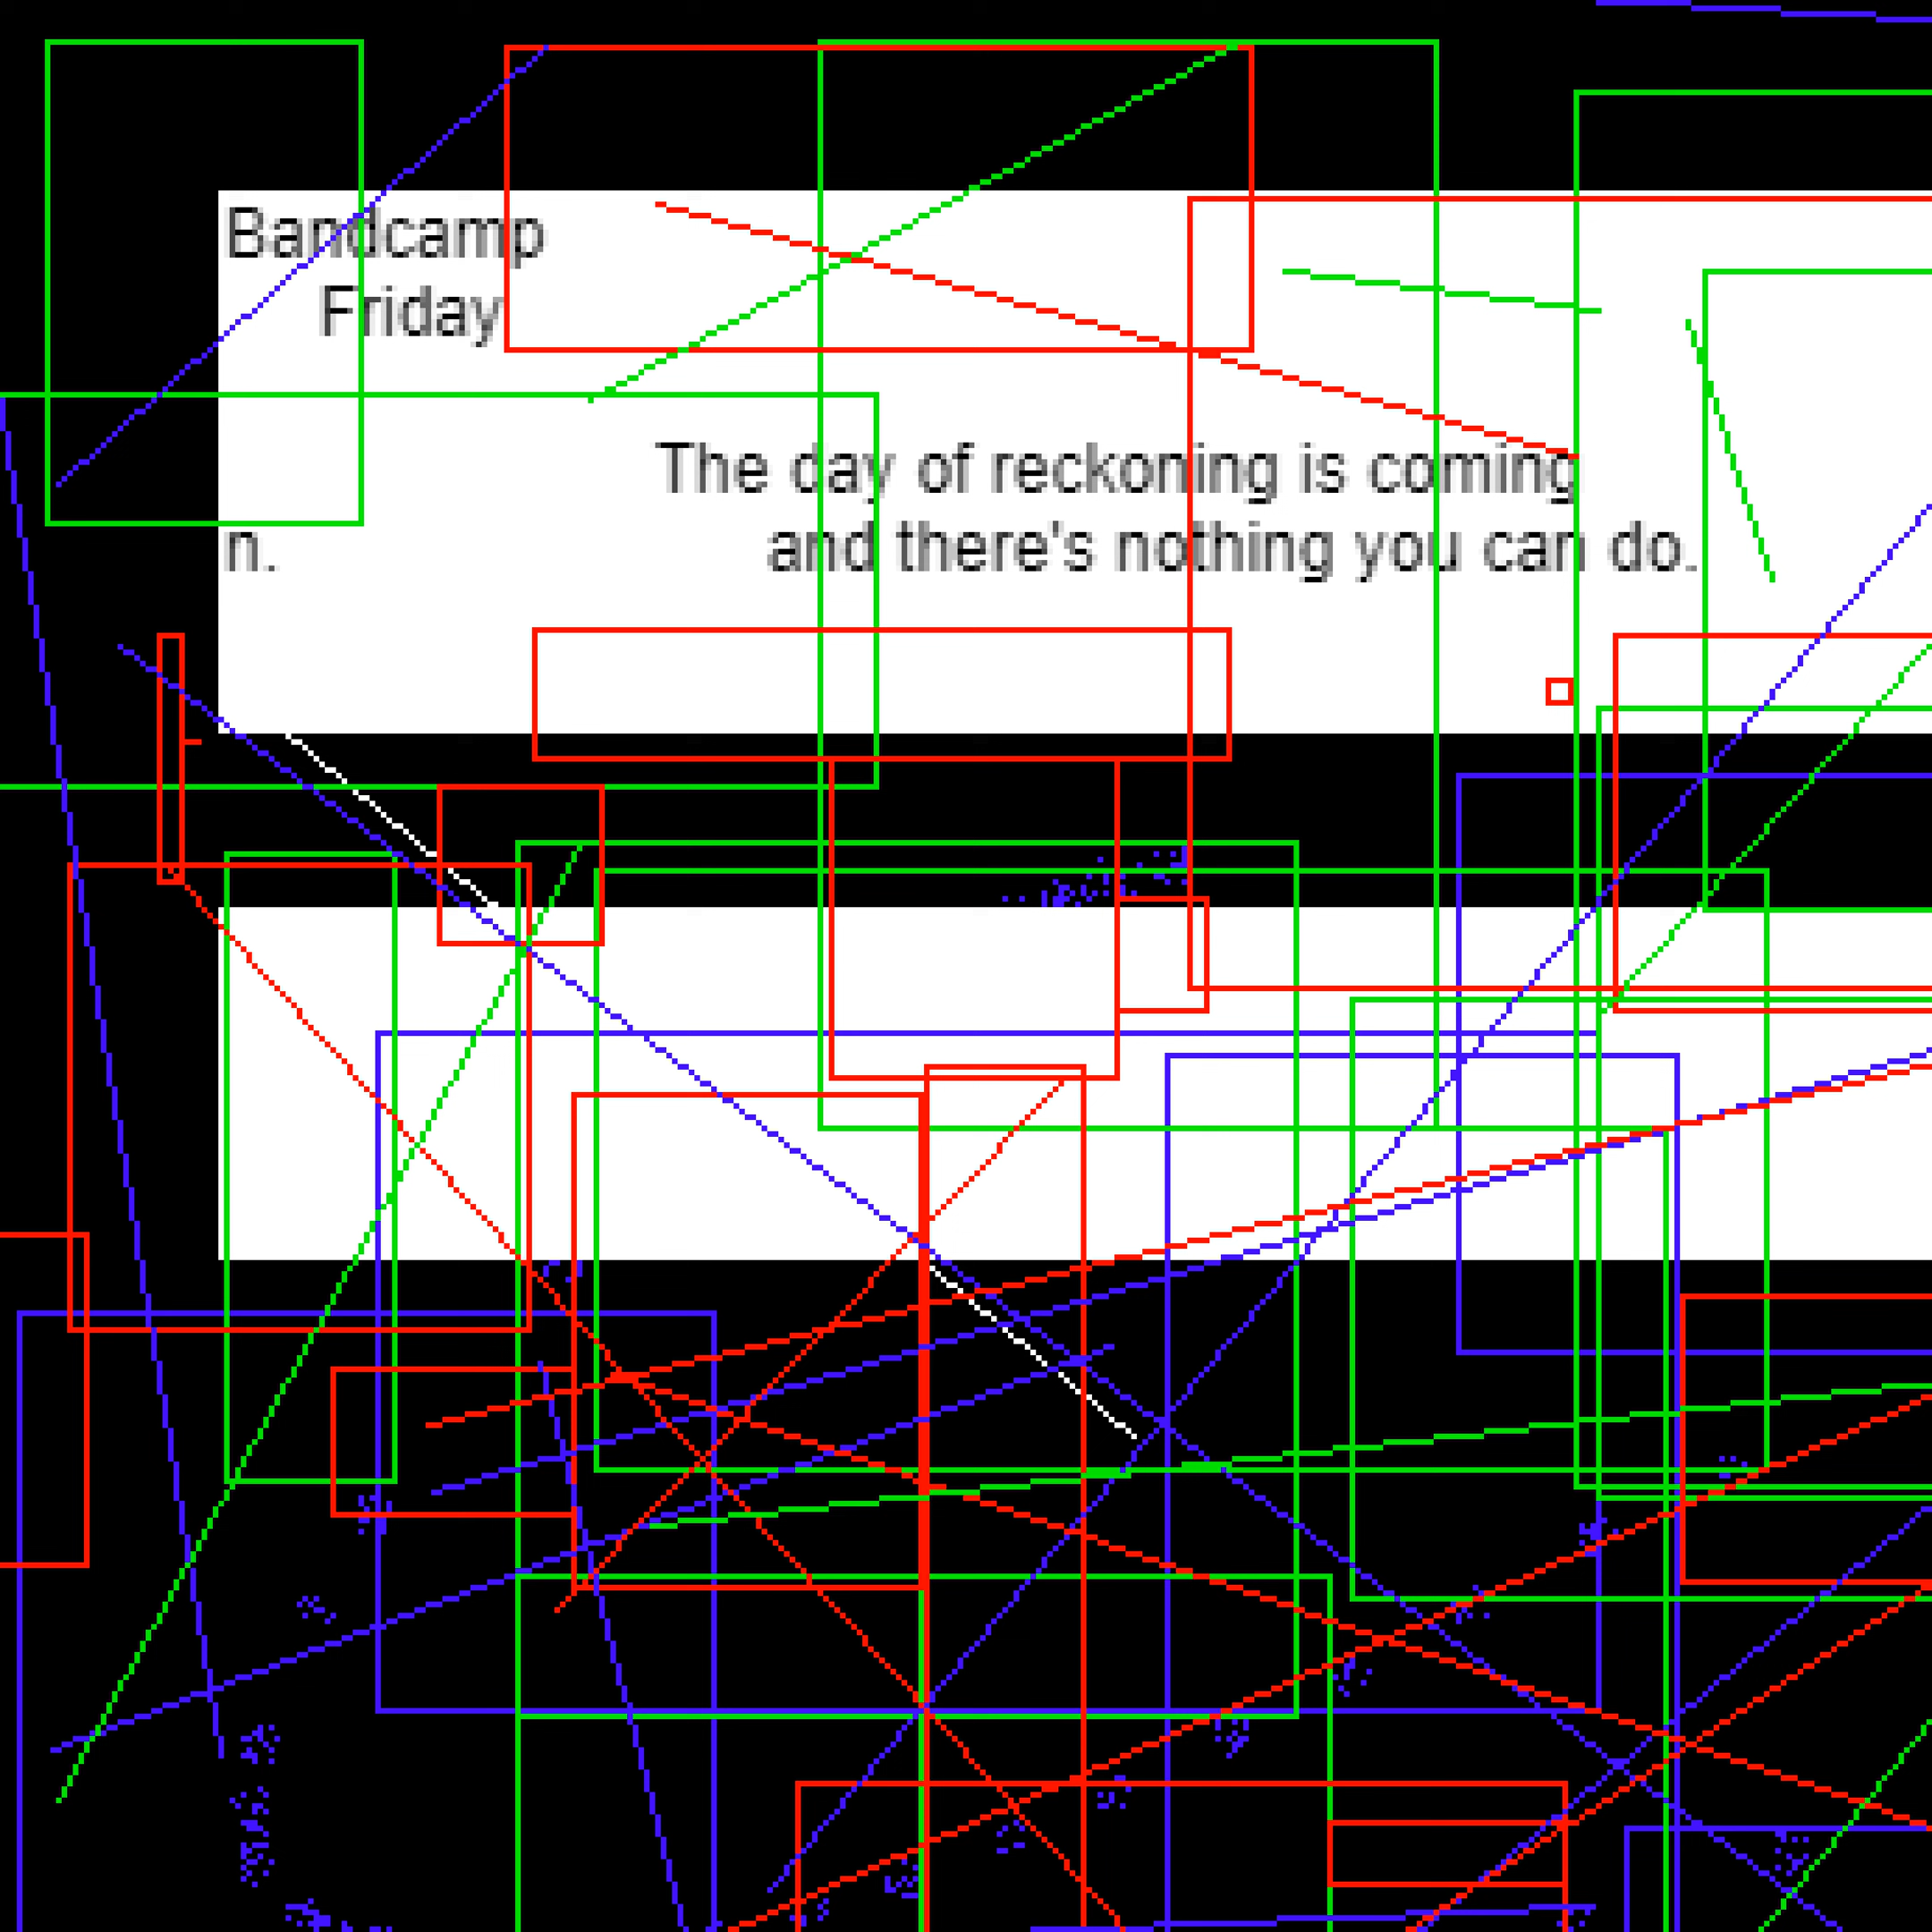 Bandcamp
Friday
The day of reckoning is coming
n.
and there's nothing you can do.